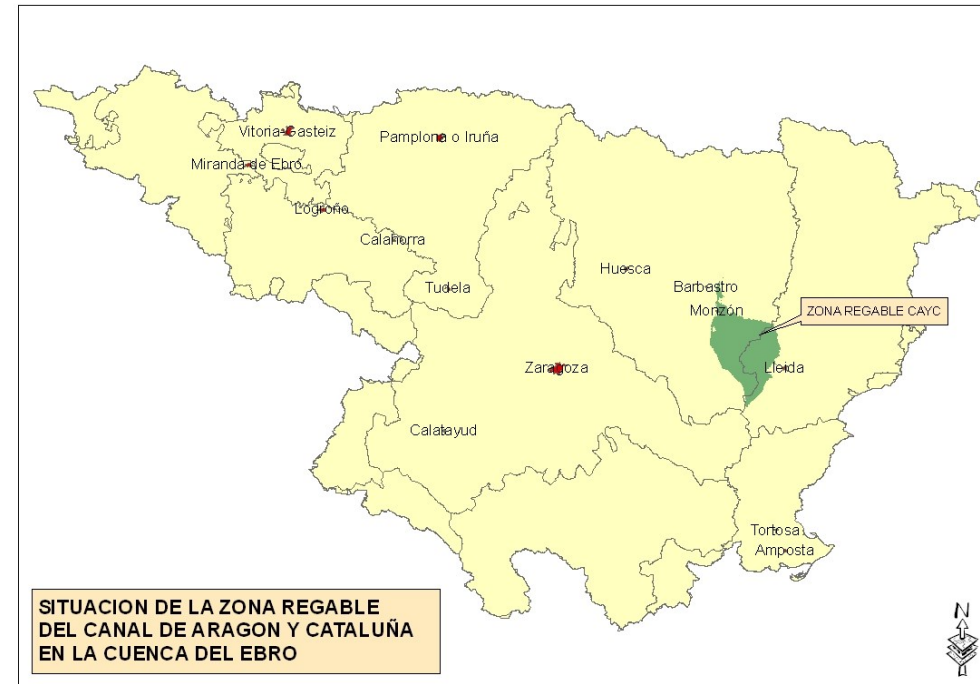 Vitoria-Gasteiz
Pamplona o Iruña
Miranda de Ebro
Logroño
Calahorra
Huesca
Tudela
Barbastro
Monzón
ZONA REGABLE CAYC
Zaragoza
Lleida
Calatayud
Tortosa
Amposta
SITUACION DE LA ZONA REGABLE
DEL CANAL DE ARAGON Y CATALUÑA
EN LA CUENCA DEL EBRO
N